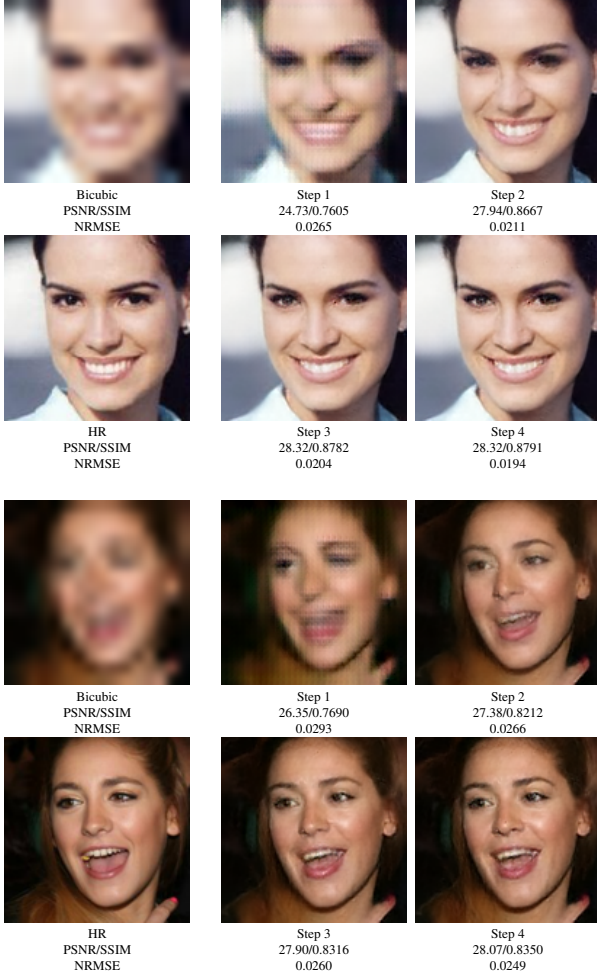 Bicubic
PSNR/SSIM
NRMSE
Step 1
24.73/0.7605
0.0265
Step 2
27.94/0.8667
0.0211
HR
PSNR/SSIM
NRMSE
Step 3
28.32/0.8782
0.0204
Step 4
28.32/0.8791
0.0194
Bicubic
PSNR/SSIM
NRMSE
Step 1
26.35/0.7690
0.0293
Step 2
27.38/0.8212
0.0266
HR
PSNR/SSIM
NRMSE
Step 3
27.90/0.8316
0.0260
Step 4
28.07/0.8350
0.0249